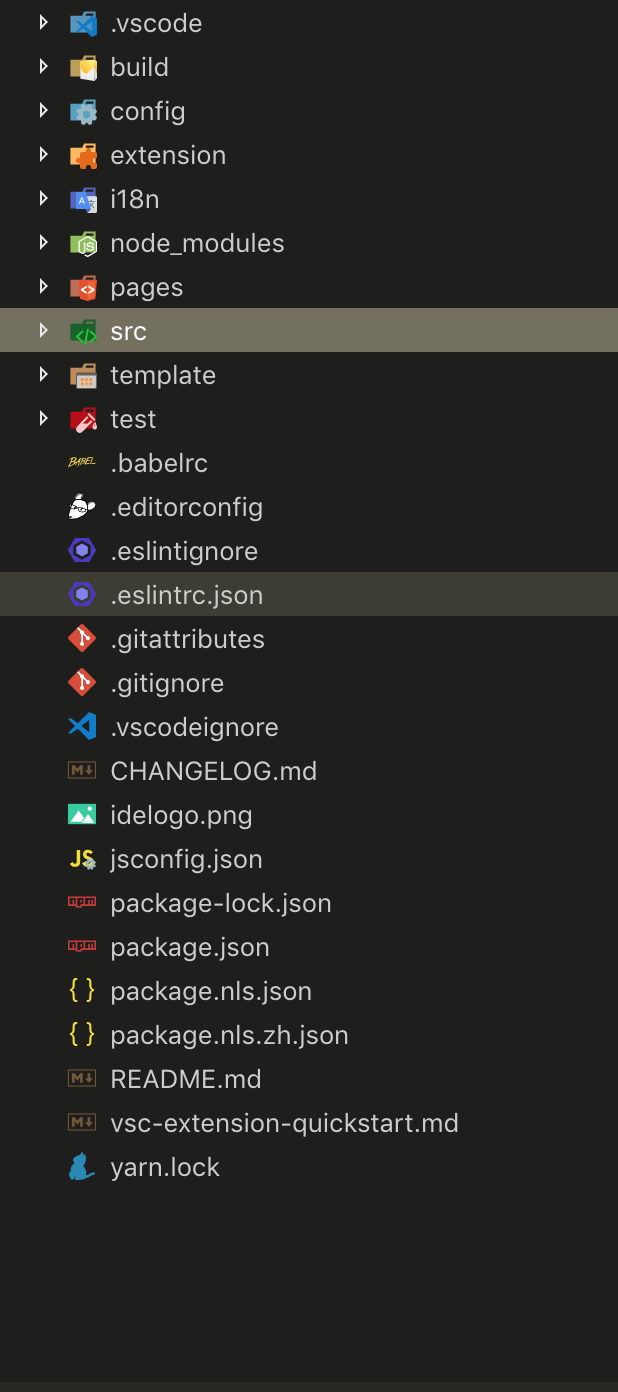 .vscode
build
config
extension
i18n
node_modules
pages
src
template
test
.babelrc
.editorconfig
.eslintignore
.eslintrc.json
.gitattributes
.gitignore
.vscodeignore
CHANGELOG.md
idelogo.png
jsconfig.json
package-lock.json
package.json
package.nls.json
package.nls.zh.json
README.md
vsc-extension-quickstart.md
yarn.lock